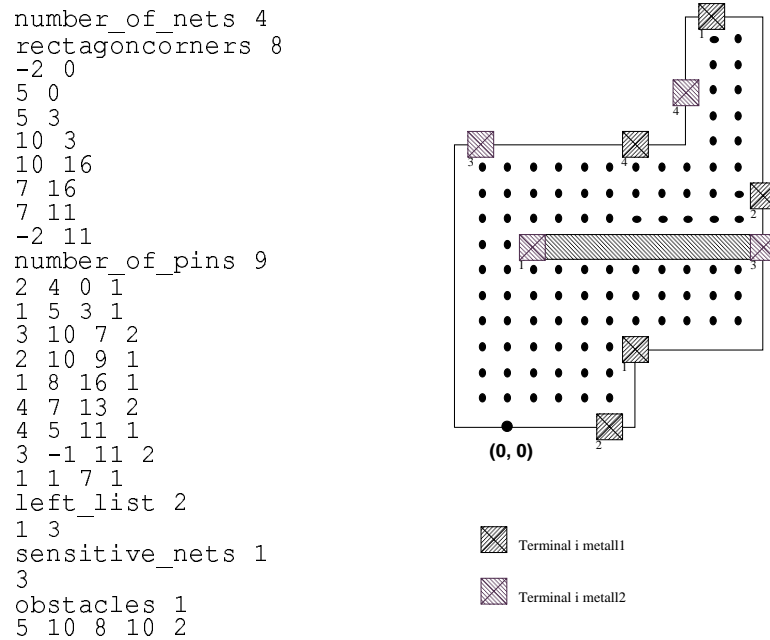 number_of_nets 4
rectagoncorners 8
-2 0
5 0
5 3
10 3
10 16
7 16
7 11
-2 11
number_of_pins 9
2 4 0 1
1 5 3 1
3 10 7 2
2 10 9 1
1 8 16 1
4 7 13 2
4 5 11 1
3 -1 11 2
1 1 7 1
left_list 2
1 3
sensitive_nets 1
3
obstacles 1
5 10 8 10 2
1
4
3
4
2
1
3
1
2
(0, 0)
Terminal i metall1
Terminal i metall2